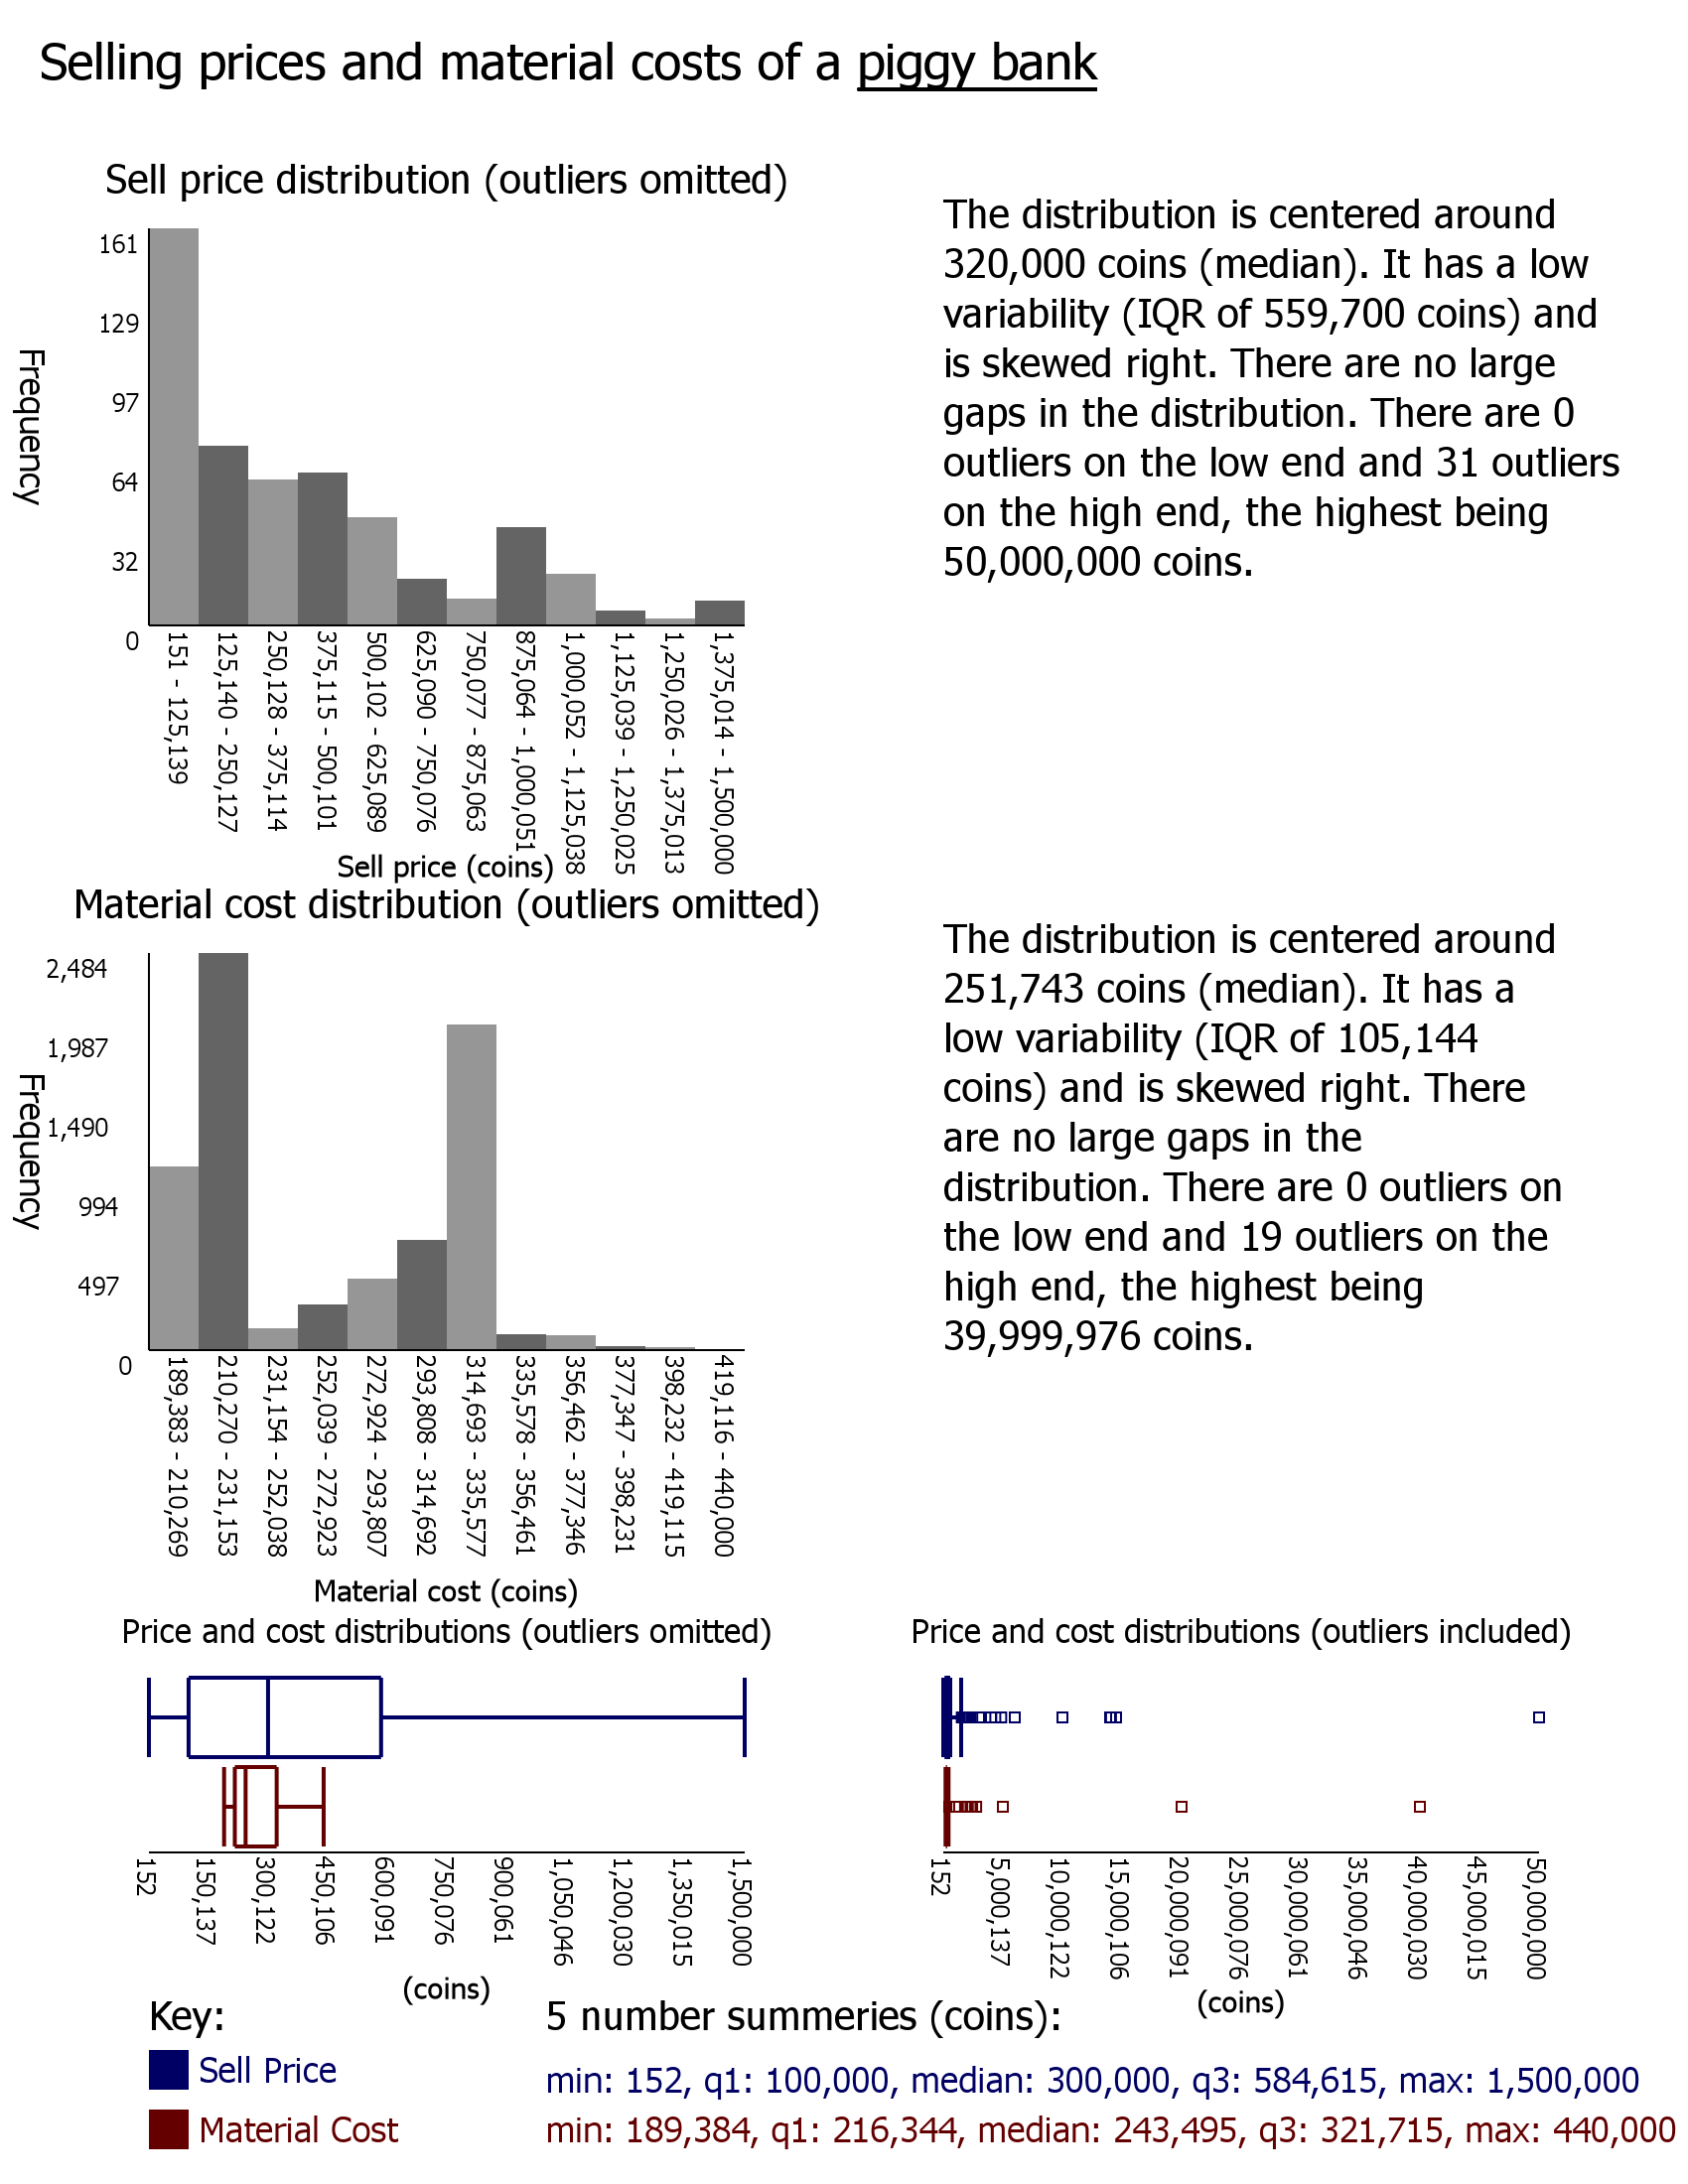 Selling prices and material costs of a piggy bank
Sell price distribution (outliers omitted)
161
129
97
64
32
0
Frequency
151 - 125,139
125,140 - 250,127
250,128 - 375,114
375,115 - 500,101
500,102 - 625,089
625,090 - 750,076
750,077 - 875,063
875,064 - 1,000,051
1,000,052 - 1,125,038
1,125,039 - 1,250,025
1,250,026 - 1,375,013
1,375,014 - 1,500,000
Sell price (coins)
The distribution is centered around
320,000 coins (median). It has a low
variability (IQR of 559,700 coins) and
is skewed right. There are no large
gaps in the distribution. There are 0
outliers on the low end and 31 outliers
on the high end, the highest being
50,000,000 coins.
Material cost distribution (outliers omitted)
2,484
1,987
1,490
994
497
0
Frequency
189,383 - 210,269
210,270 - 231,153
231,154 - 252,038
252,039 - 272,923
272,924 - 293,807
293,808 - 314,692
314,693 - 335,577
335,578 - 356,461
356,462 - 377,346
377,347 - 398,231
398,232 - 419,115
419,116 - 440,000
Material cost (coins)
The distribution is centered around
251,743 coins (median). It has a
low variability (IQR of 105,144
coins) and is skewed right. There
are no large gaps in the
distribution. There are 0 outliers on
the low end and 19 outliers on the
high end, the highest being
39,999,976 coins.
Price and cost distributions (outliers omitted)
152
150,137
300,122
450,106
600,091
750,076
900,061
1,050,046
1,200,030
1,350,015
1,500,000
(coins)
Price and cost distributions (outliers included)
152
5,000,137
10,000,122
15,000,106
20,000,091
25,000,076
30,000,061
35,000,046
40,000,030
45,000,015
50,000,000
(coins)
Key:
Sell Price
Material Cost
5 number summeries (coins):
min: 152, q1: 100,000, median: 300,000, q3: 584,615, max: 1,500,000
min: 189,384, q1: 216,344, median: 243,495, q3: 321,715, max: 440,000